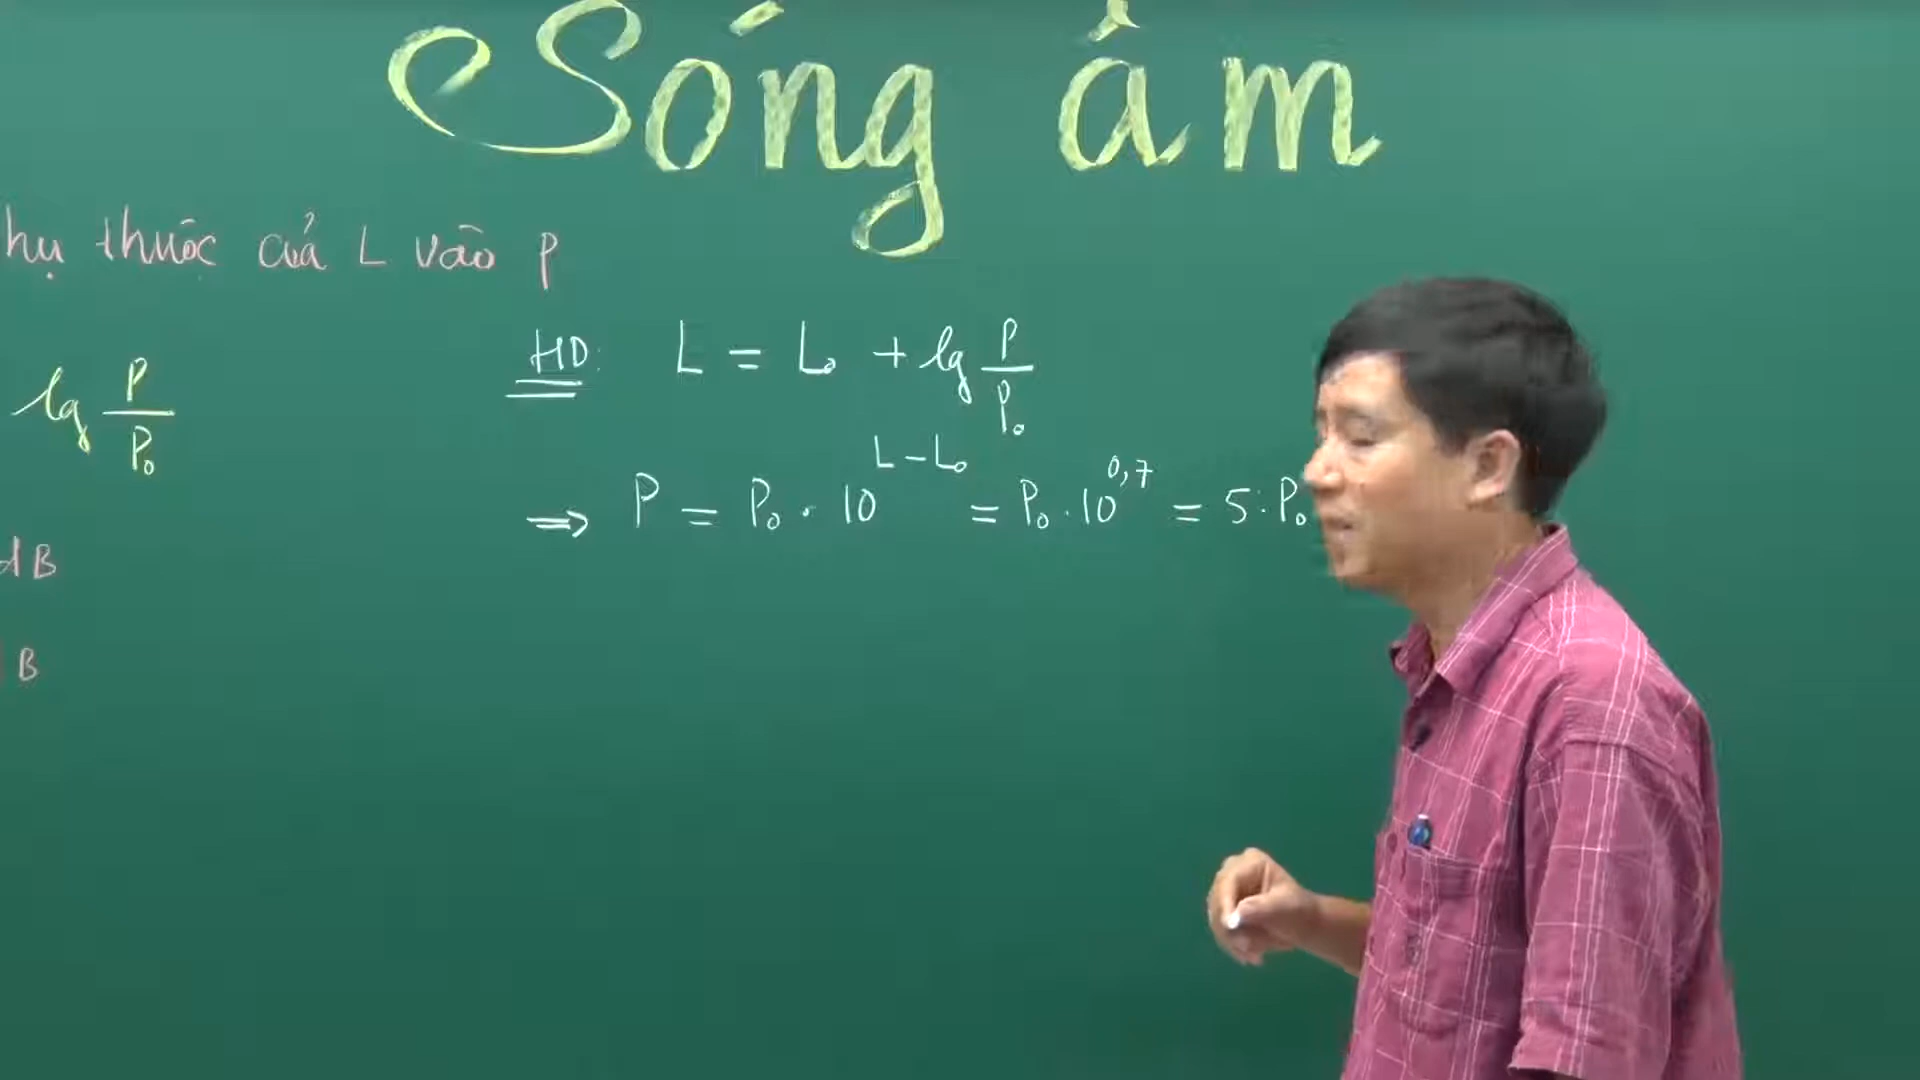 Sóng âm
hụ thuộc của L vào P
lg P/P₀
HD: L = L₀ + lg P/P₀
⇒ P = P₀ . 10^(L-L₀) = P₀ . 10^(0,7) = 5.P₀
dB
B